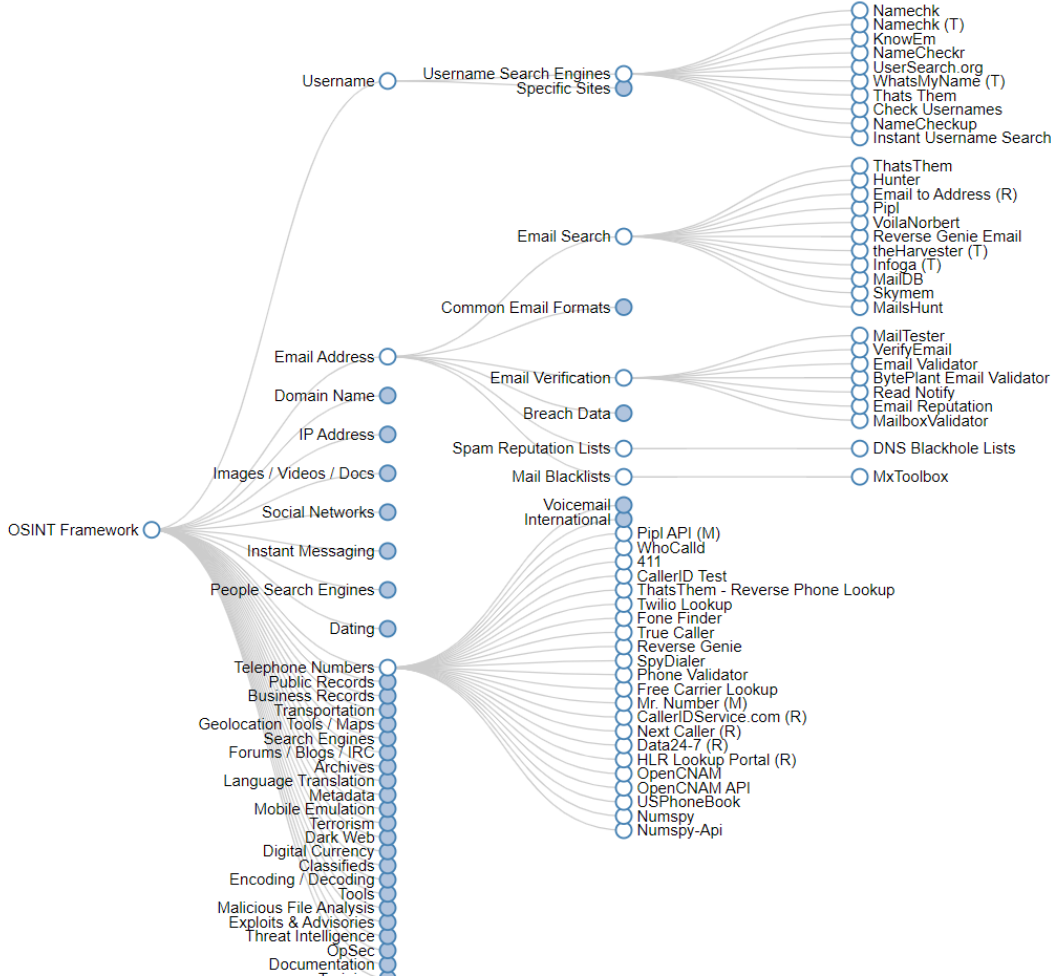 OSINT Framework
Username
Username Search Engines
Namechk
Namechk (T)
KnowEm
NameCheckr
UserSearch.org
WhatsMyName (T)
Thats Them
Check Usernames
NameCheckup
Instant Username Search
Specific Sites
Email Address
Email Search
ThatsThem
Hunter
Email to Address (R)
Pipl
VoilaNorbert
Reverse Genie Email
theHarvester (T)
Infoga (T)
MailDB
Skymem
MailsHunt
Common Email Formats
Email Verification
MailTester
VerifyEmail
Email Validator
BytePlant Email Validator
Read Notify
Email Reputation
MailboxValidator
Breach Data
Spam Reputation Lists
DNS Blackhole Lists
Mail Blacklists
MxToolbox
Domain Name
IP Address
Images / Videos / Docs
Social Networks
Instant Messaging
People Search Engines
Dating
Telephone Numbers
Voicemail
International
Pipl API (M)
WhoCalld
411
CallerID Test
ThatsThem - Reverse Phone Lookup
Twilio Lookup
Fone Finder
True Caller
Reverse Genie
SpyDialer
Phone Validator
Free Carrier Lookup
Mr. Number (M)
CallerIDService.com (R)
Next Caller (R)
Data24-7 (R)
HLR Lookup Portal (R)
OpenCNAM
OpenCNAM API
USPhoneBook
Numspy
Numspy-Api
Public Records
Business Records
Transportation
Geolocation Tools / Maps
Search Engines
Forums / Blogs / IRC
Archives
Language Translation
Metadata
Mobile Emulation
Terrorism
Dark Web
Digital Currency
Classifieds
Encoding / Decoding
Tools
Malicious File Analysis
Exploits & Advisories
Threat Intelligence
OpSec
Documentation